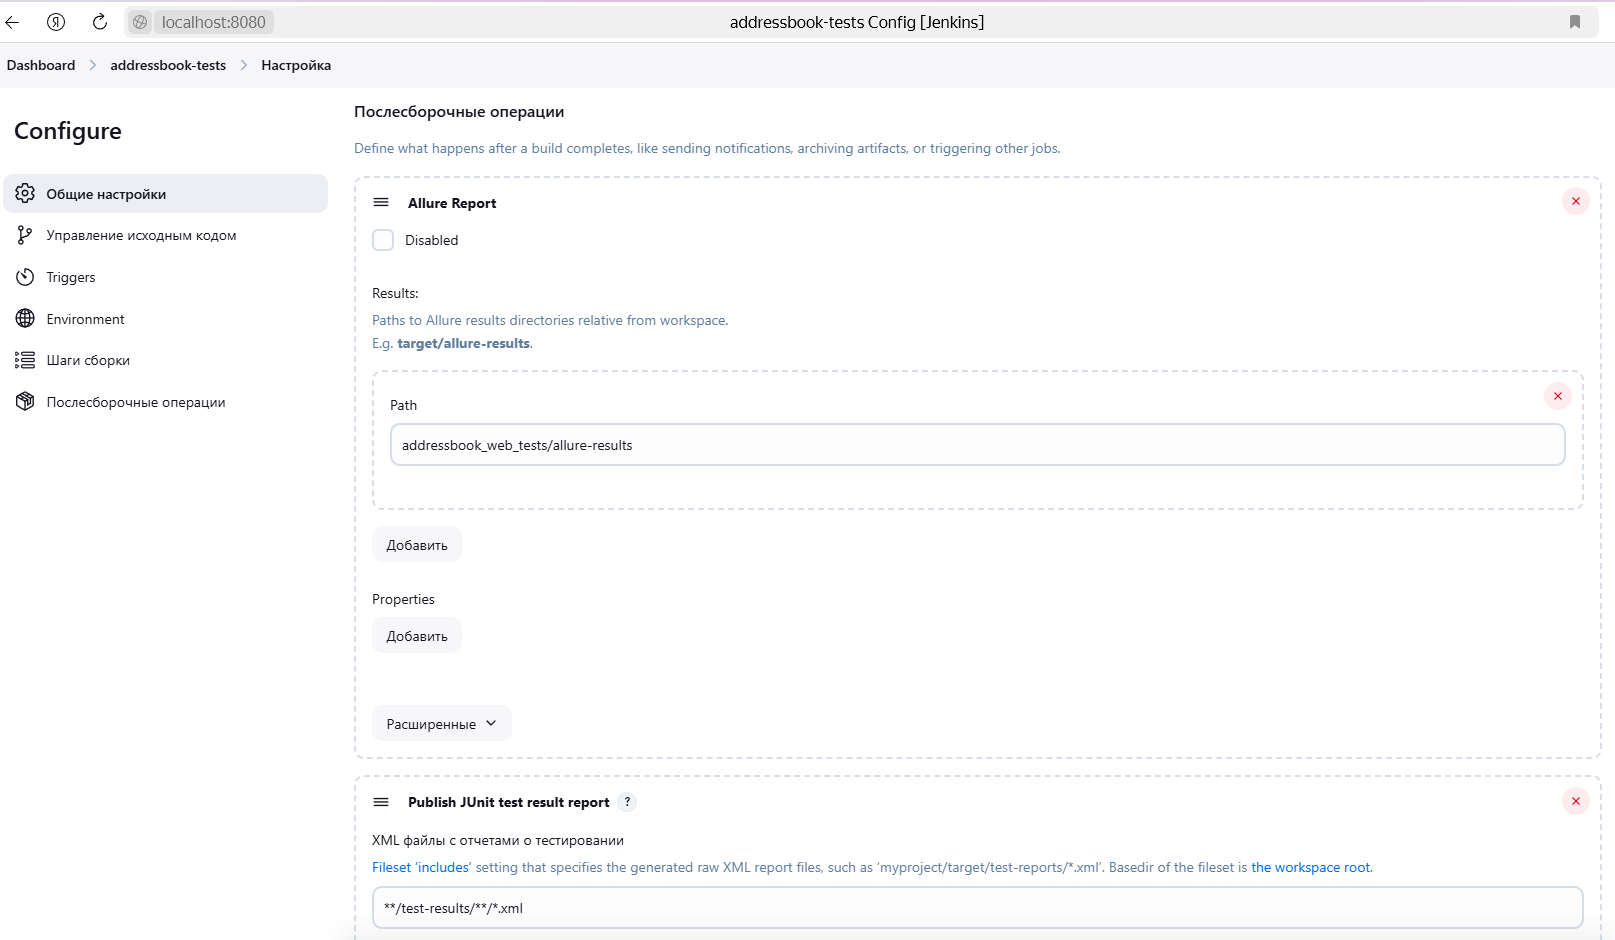 localhost:8080
addressbook-tests Config [Jenkins]
Dashboard
addressbook-tests
Настройка
Configure
Общие настройки
Управление исходным кодом
Triggers
Environment
Шаги сборки
Послесборочные операции
Послесборочные операции
Define what happens after a build completes, like sending notifications, archiving artifacts, or triggering other jobs.
Allure Report
Disabled
Results:
Paths to Allure results directories relative from workspace.
E.g. target/allure-results.
Path
addressbook_web_tests/allure-results
Добавить
Properties
Добавить
Расширенные
Publish JUnit test result report ?
XML файлы с отчетами о тестировании
Fileset ‘includes’ setting that specifies the generated raw XML report files, such as ‘myproject/target/test-reports/*.xml’. Basedir of the fileset is the workspace root.
**/test-results/**/*.xml